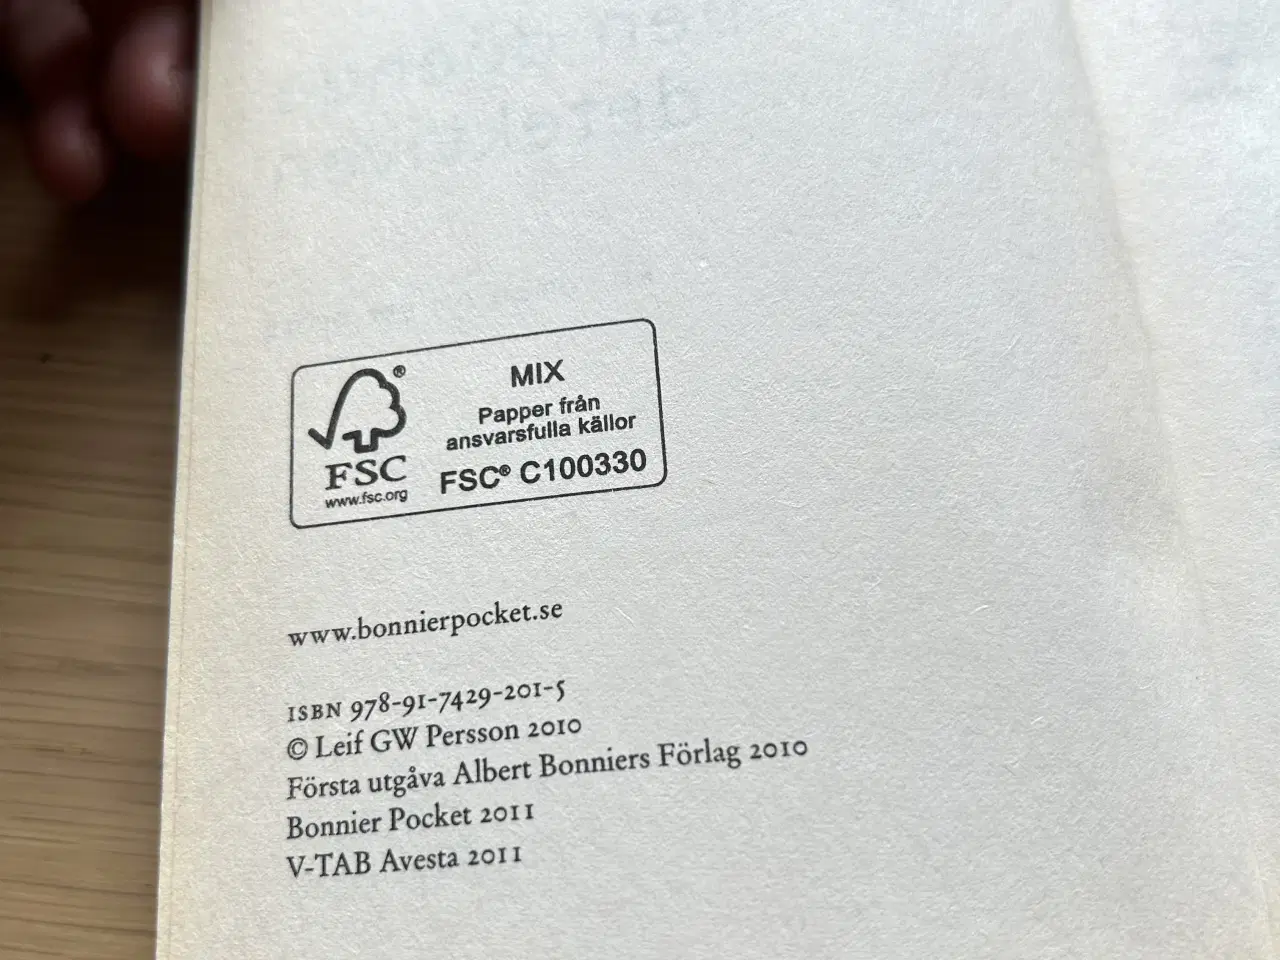 MIX
Papper från
ansvarsfulla källor
FSC® C100330
®
FSC
www.fsc.org
www.bonnierpocket.se
ISBN 978-91-7429-201-5
© Leif GW Persson 2010
Första utgåva Albert Bonniers Förlag 2010
Bonnier Pocket 2011
V-TAB Avesta 2011